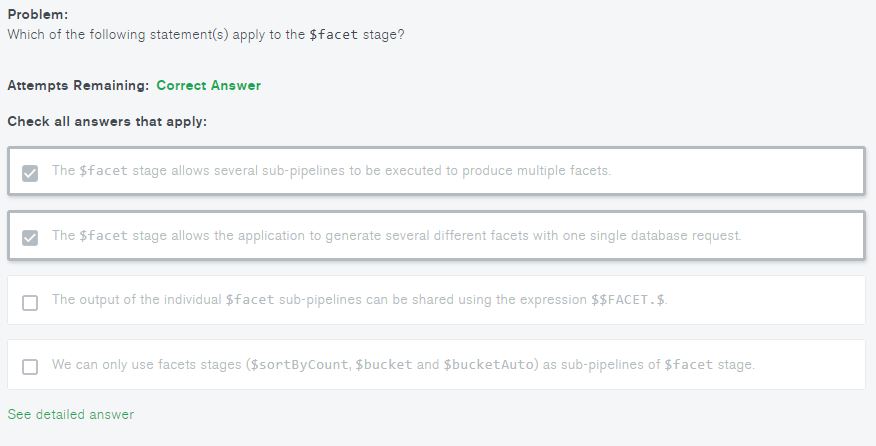 Problem:
Which of the following statement(s) apply to the $facet stage?
Attempts Remaining: Correct Answer
Check all answers that apply:
The $facet stage allows several sub-pipelines to be executed to produce multiple facets.
The $facet stage allows the application to generate several different facets with one single database request.
The output of the individual $facet sub-pipelines can be shared using the expression $$FACET.$.
We can only use facets stages ($sortByCount, $bucket and $bucketAuto) as sub-pipelines of $facet stage.
See detailed answer